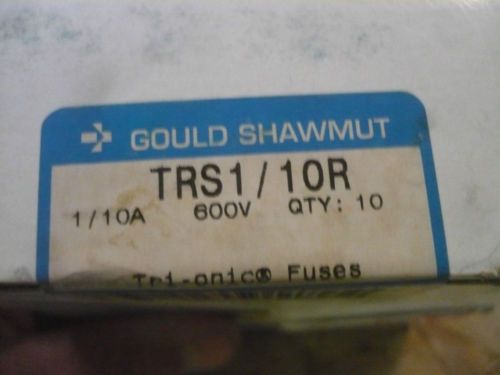 GOULD SHAWMUT
TRS1/10R
1/10A 600V QTY: 10
Tri-onic® Fuses